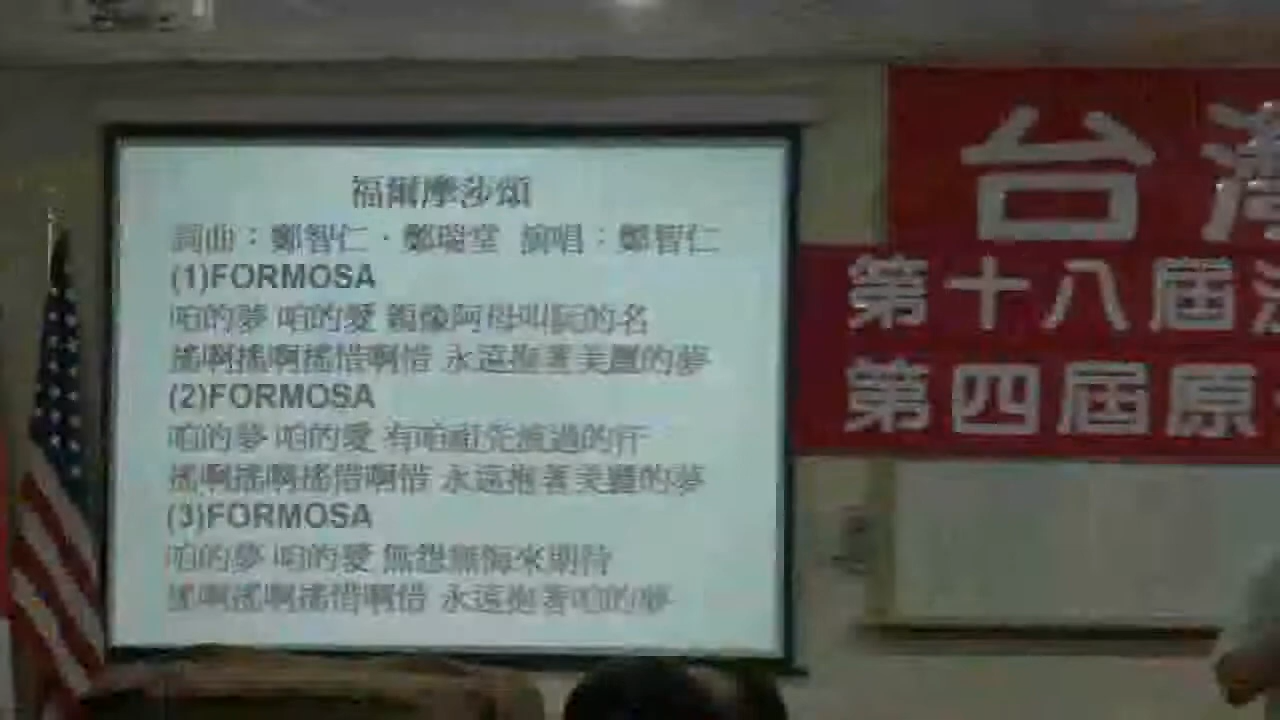 福爾摩莎頌
詞曲：鄭智仁．鄭瑞堂 演唱：鄭智仁
(1)FORMOSA
咱的夢 咱的愛 親像阿母叫阮的名
搖啊搖啊搖惜啊惜 永遠抱著美麗的夢
(2)FORMOSA
咱的夢 咱的愛 有咱祖先流過的汗
搖啊搖啊搖惜啊惜 永遠抱著美麗的夢
(3)FORMOSA
咱的夢 咱的愛 無怨無悔來期待
搖啊搖啊搖惜啊惜 永遠抱著咱的夢
台灣
第十八屆
第四屆原